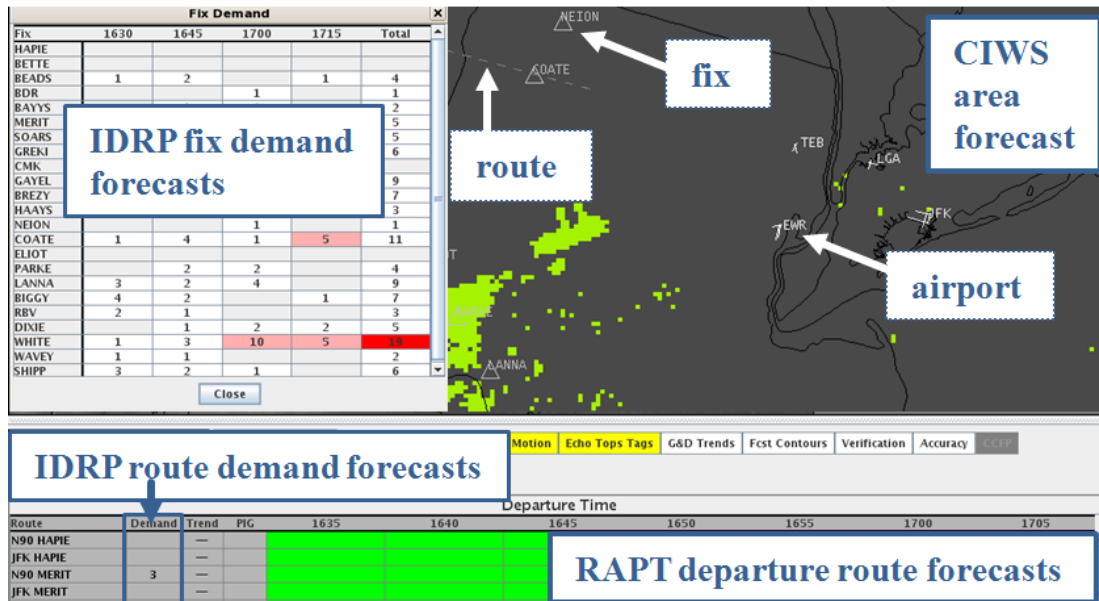 Fix Demand
Fix 1630 1645 1700 1715 Total
HAPIE
BETTE
BEADS 1 2 1 4
BDR 1 1
BAYYS 2
MERIT 5
SOARS 5
GREKI 6
CMK
GAYEL 9
BREZY 7
HAAYS 3
NEION 1 1
COATE 1 4 1 5 11
ELIOT
PARKE 2 2 4
LANNA 3 2 4 9
BIGGY 4 2 1 7
RBV 2 1 3
DIXIE 1 2 2 5
WHITE 1 3 10 5 19
WAVEY 1 1 2
SHIPP 3 2 1 6
Close
IDRP fix demand
forecasts
NEION
COATE
fix
route
CIWS
area
forecast
TEB
LGA
JFK
EWR
airport
LANNA
Motion Echo Tops Tags G&D Trends Fcst Contours Verification Accuracy CCFP
IDRP route demand forecasts
Departure Time
Route Demand Trend PIG 1635 1640 1645 1650 1655 1700 1705
N90 HAPIE —
JFK HAPIE —
N90 MERIT 3 —
JFK MERIT —
RAPT departure route forecasts